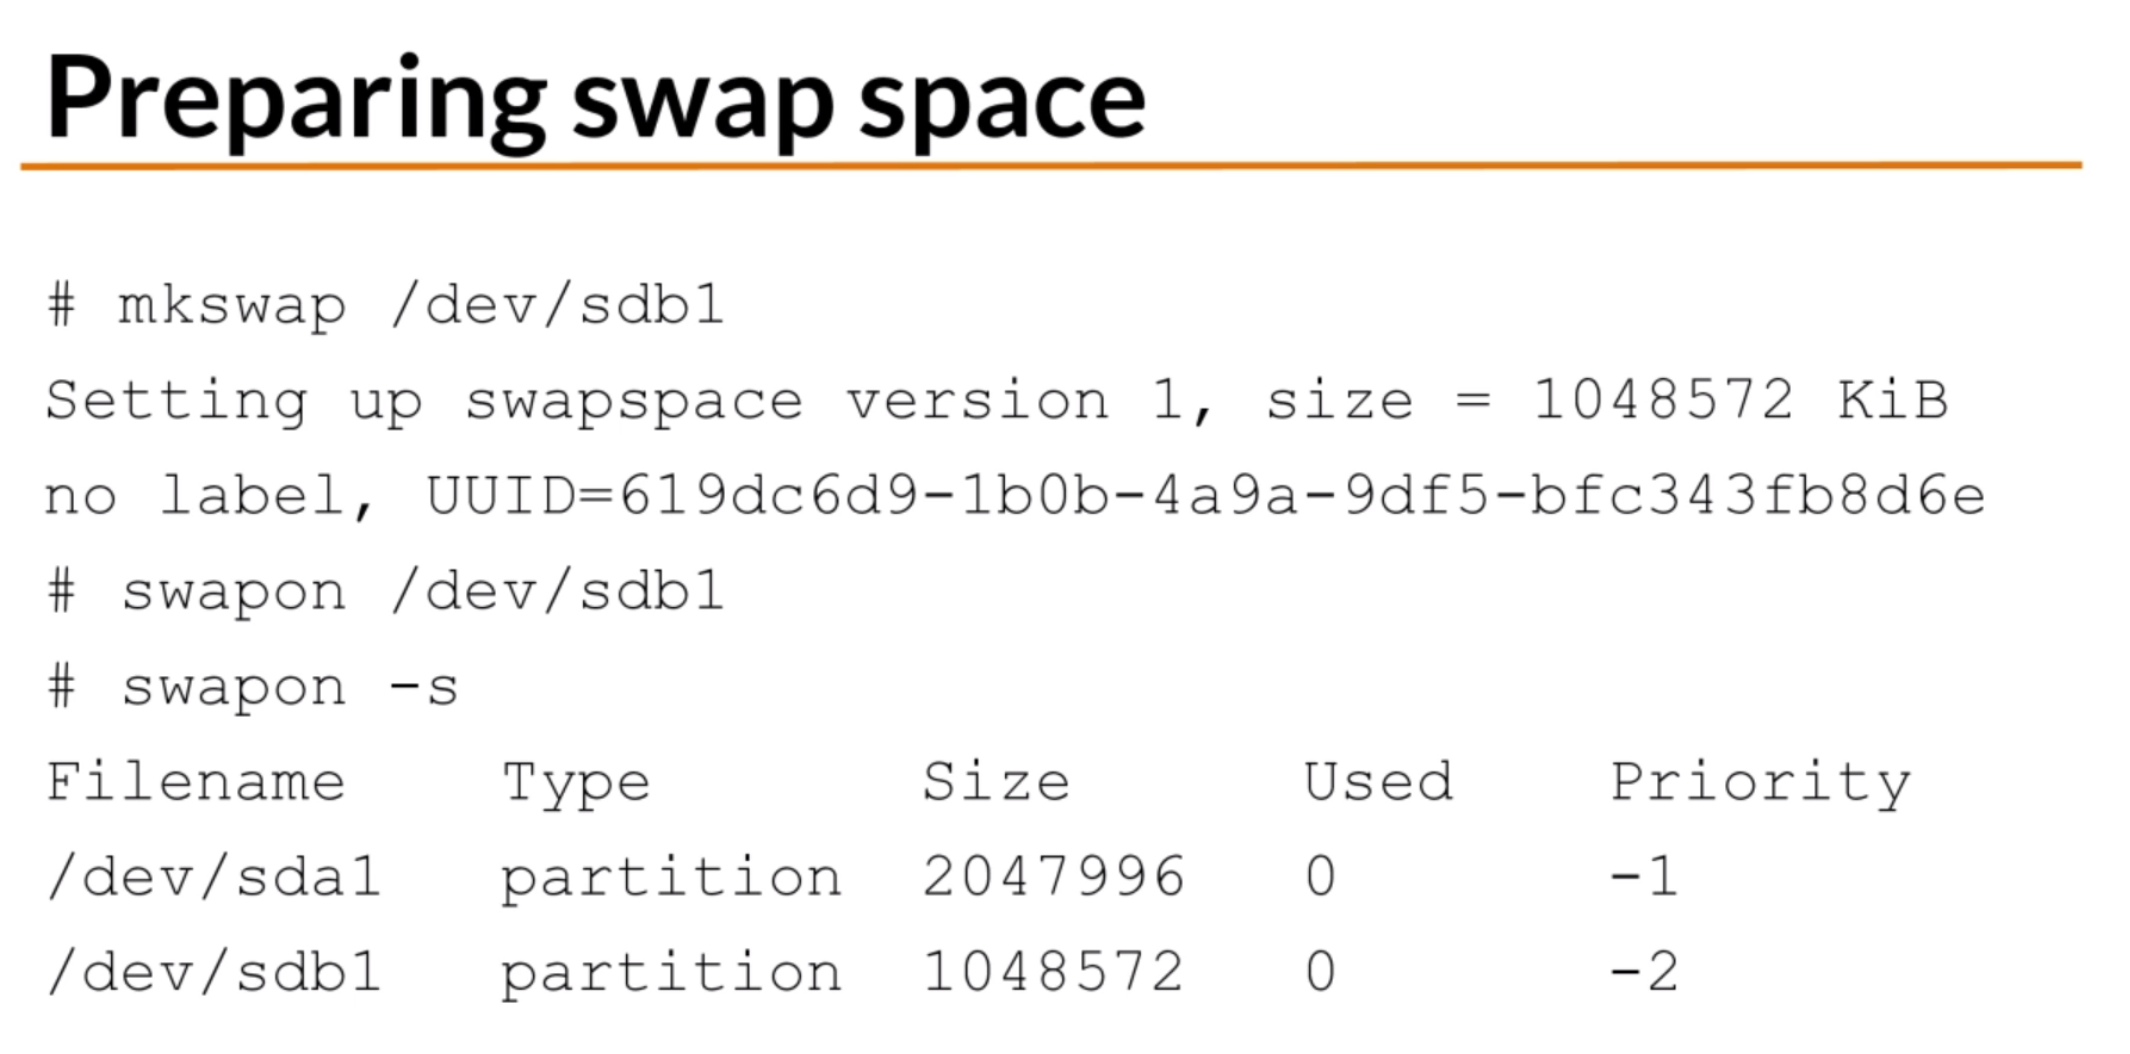 Preparing swap space
# mkswap /dev/sdb1
Setting up swapspace version 1, size = 1048572 KiB
no label, UUID=619dc6d9-1b0b-4a9a-9df5-bfc343fb8d6e
# swapon /dev/sdb1
# swapon -s
Filename Type Size Used Priority
/dev/sda1 partition 2047996 0 -1
/dev/sdb1 partition 1048572 0 -2